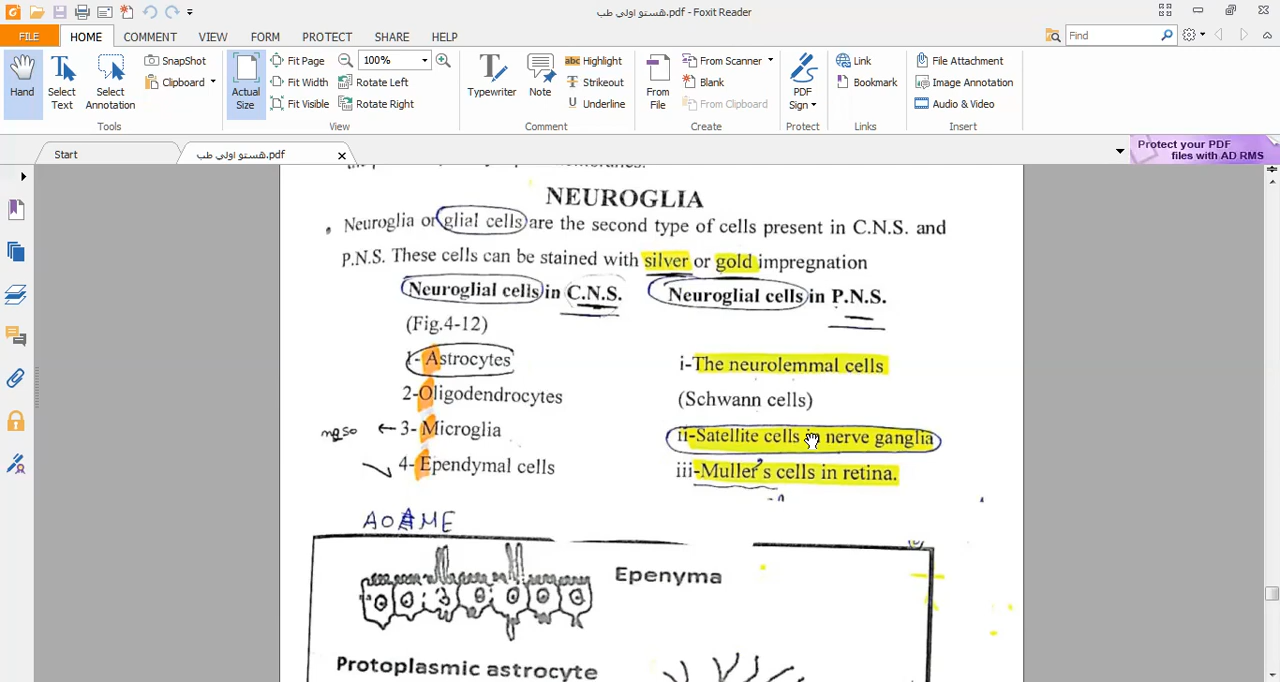 هستو اولى طب.pdf - Foxit Reader
FILE HOME COMMENT VIEW FORM PROTECT SHARE HELP
Find
Hand
Select Text
Select Annotation
SnapShot
Clipboard
Tools
Actual Size
Fit Page
Fit Width
Fit Visible
100%
Rotate Left
Rotate Right
View
Typewriter
Note
Highlight
Strikeout
Underline
Comment
From File
From Scanner
Blank
From Clipboard
Create
PDF Sign
Protect
Link
Bookmark
Links
File Attachment
Image Annotation
Audio & Video
Insert
Start
هستو اولى طب.pdf
Protect your PDF
files with AD RMS
NEUROGLIA
Neuroglia or glial cells are the second type of cells present in C.N.S. and
P.N.S. These cells can be stained with silver or gold impregnation
Neuroglial cells in C.N.S.
(Fig.4-12)
1- Astrocytes
2-Oligodendrocytes
3- Microglia
4- Ependymal cells
Neuroglial cells in P.N.S.
i-The neurolemmal cells
(Schwann cells)
ii-Satellite cells in nerve ganglia
iii-Muller's cells in retina.
Epenyma
Protoplasmic astrocyte